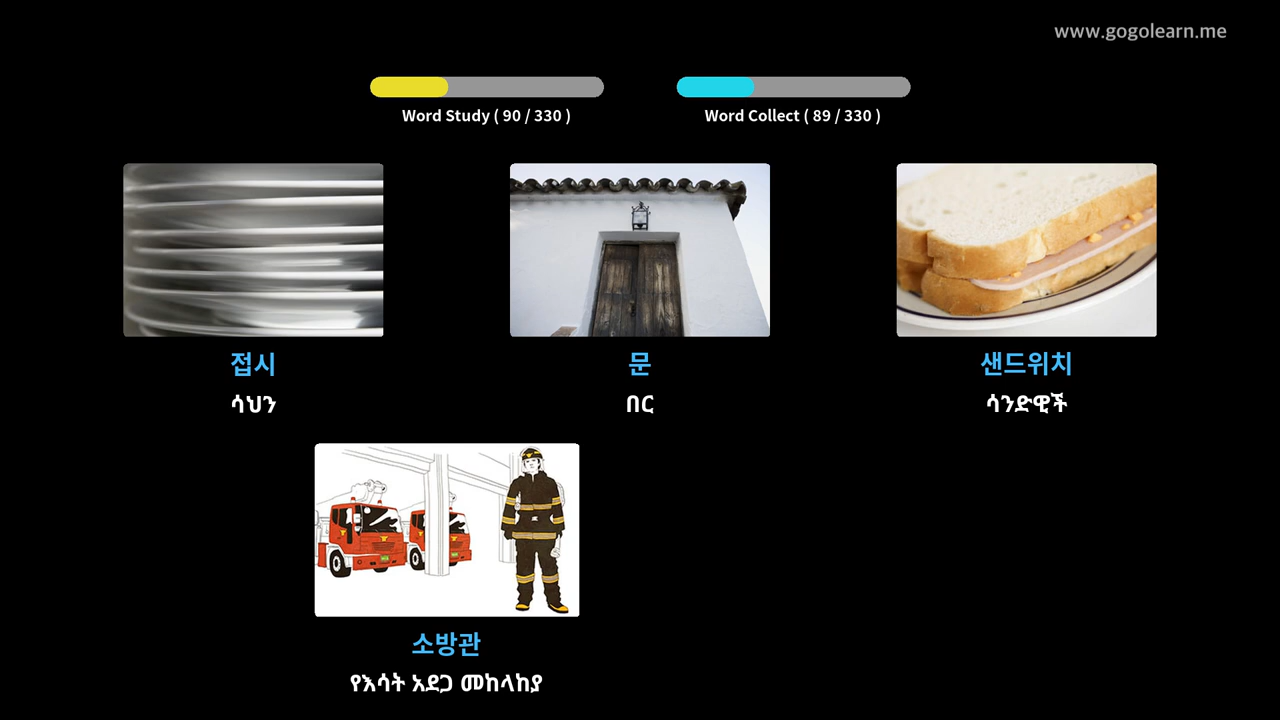 www.gogolearn.me
Word Study ( 90 / 330 )
Word Collect ( 89 / 330 )
접시
ሳህን
문
በር
샌드위치
ሳንድዊች
소방관
የእሳት አደጋ መከላከያ